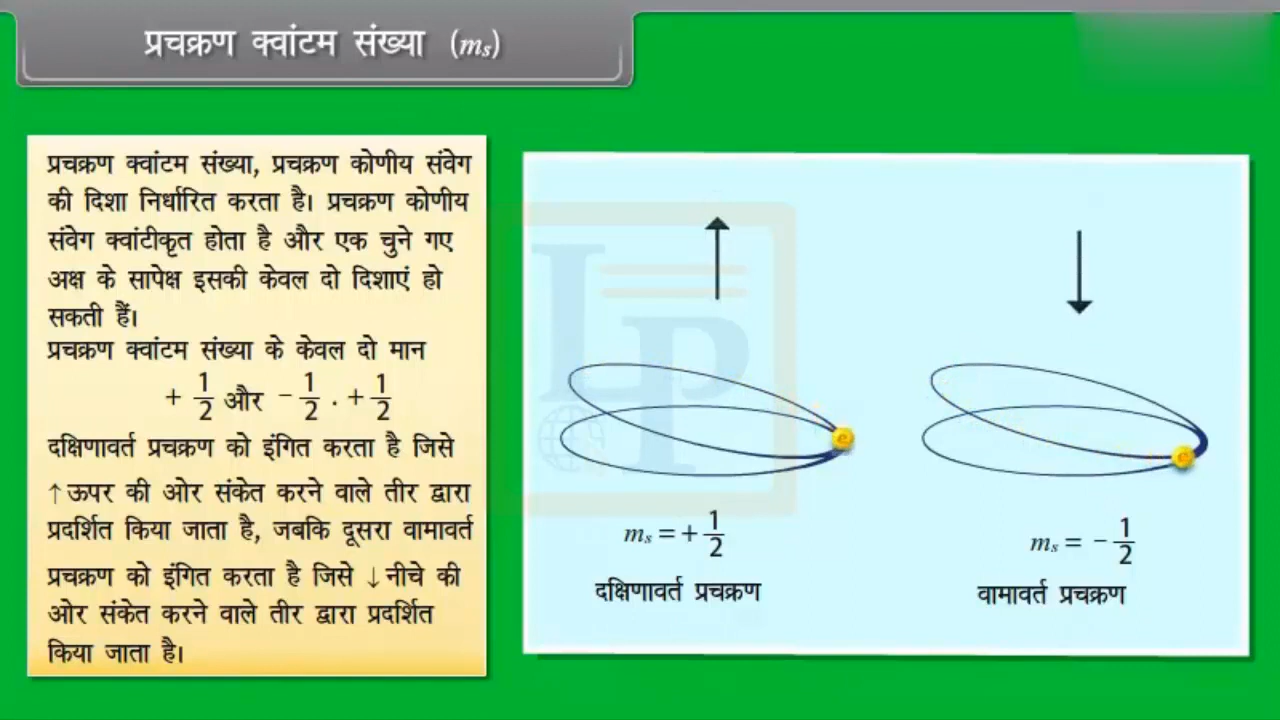 प्रचक्रण क्वांटम संख्या (mₛ)
प्रचक्रण क्वांटम संख्या, प्रचक्रण कोणीय संवेग
की दिशा निर्धारित करता है। प्रचक्रण कोणीय
संवेग क्वांटीकृत होता है और एक चुने गए
अक्ष के सापेक्ष इसकी केवल दो दिशाएं हो
सकती हैं।
प्रचक्रण क्वांटम संख्या के केवल दो मान
+ 1/2 और - 1/2 . + 1/2
दक्षिणावर्त प्रचक्रण को इंगित करता है जिसे
↑ ऊपर की ओर संकेत करने वाले तीर द्वारा
प्रदर्शित किया जाता है, जबकि दूसरा वामावर्त
प्रचक्रण को इंगित करता है जिसे ↓ नीचे की
ओर संकेत करने वाले तीर द्वारा प्रदर्शित
किया जाता है।
LP
mₛ = + 1/2
दक्षिणावर्त प्रचक्रण
mₛ = - 1/2
वामावर्त प्रचक्रण